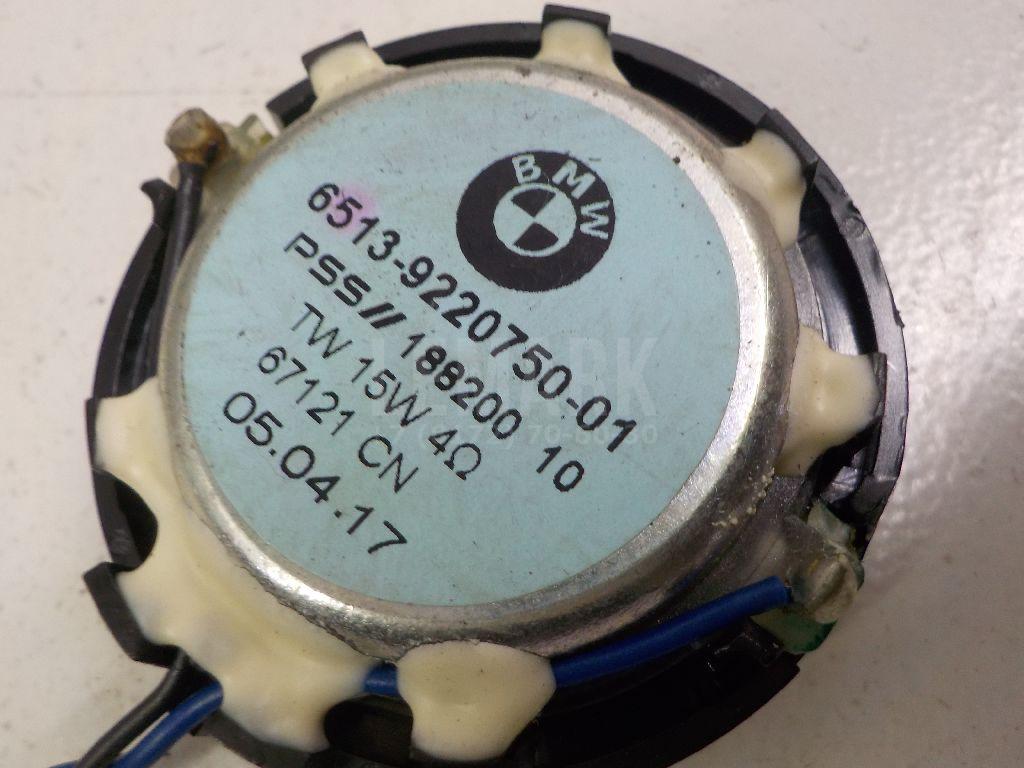 BMW
6513-9220750-01
PSS/// 188200 10
TW 15W 4Ω
67121 CN
05.04.17